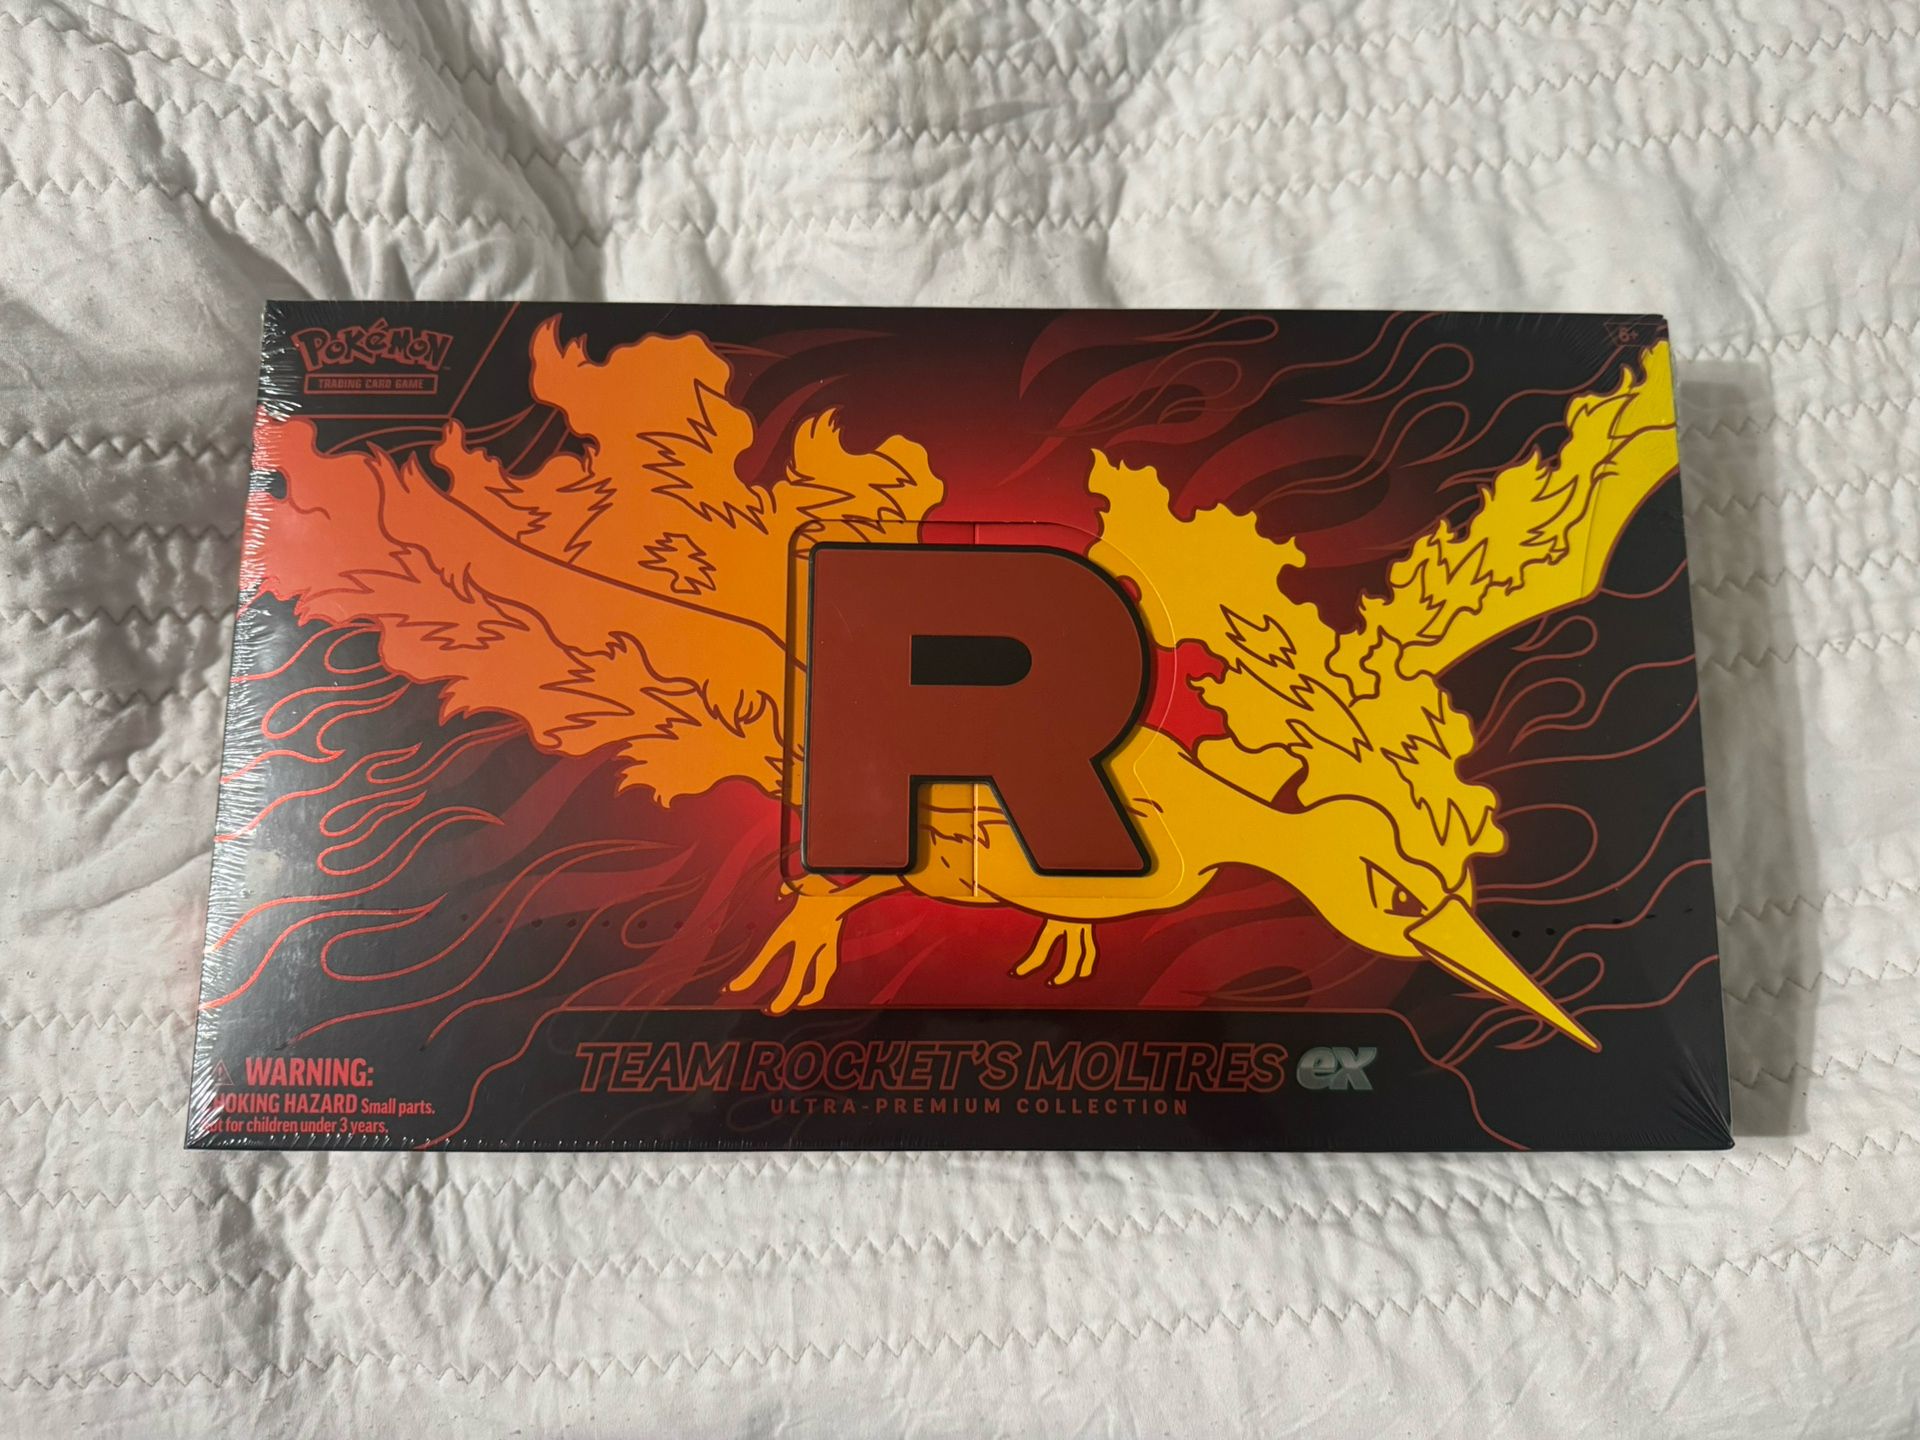 POKéMON
TRADING CARD GAME
6+
R
TEAM ROCKET'S MOLTRES ex
ULTRA-PREMIUM COLLECTION
WARNING:
CHOKING HAZARD Small parts.
Not for children under 3 years.